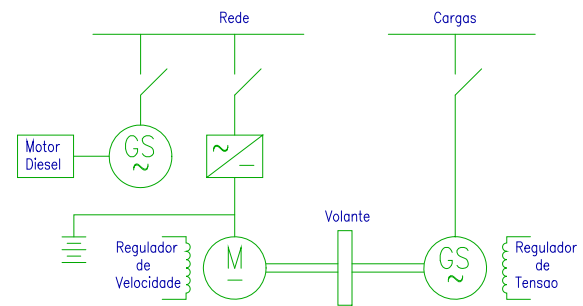 Rede
Cargas
Motor
Diesel
GS
~
~
Volante
Regulador
de
Velocidade
M
GS
~
Regulador
de
Tensao